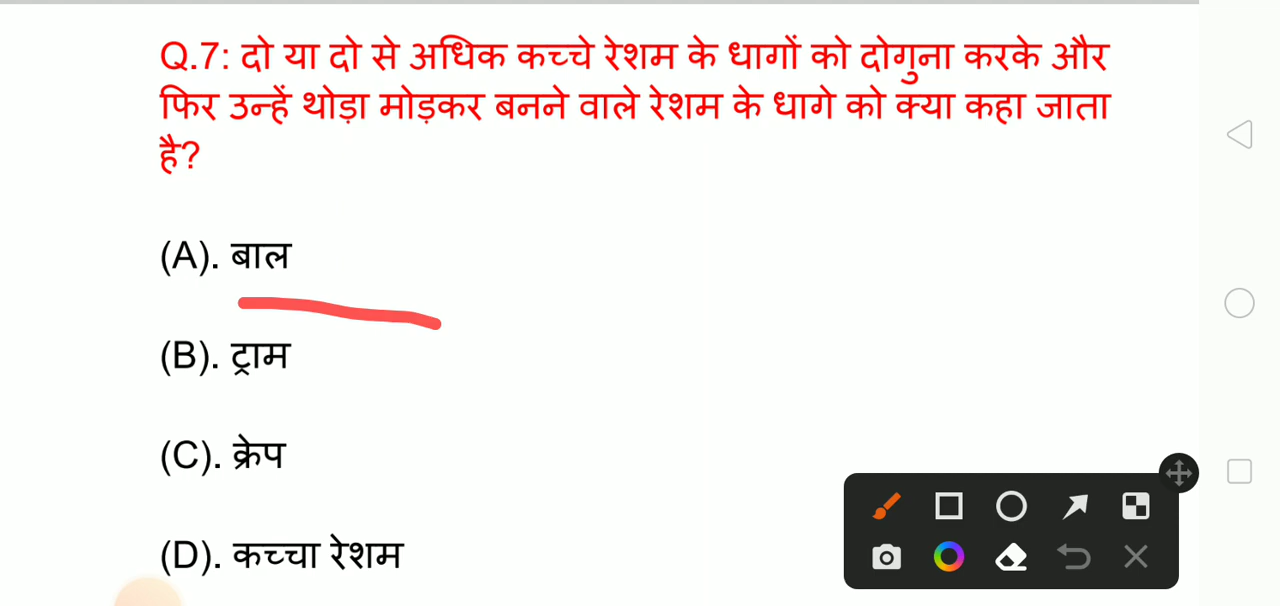 Q.7: दो या दो से अधिक कच्चे रेशम के धागों को दोगुना करके और
फिर उन्हें थोड़ा मोड़कर बनने वाले रेशम के धागे को क्या कहा जाता
है?
(A). बाल
(B). ट्राम
(C). क्रेप
(D). कच्चा रेशम